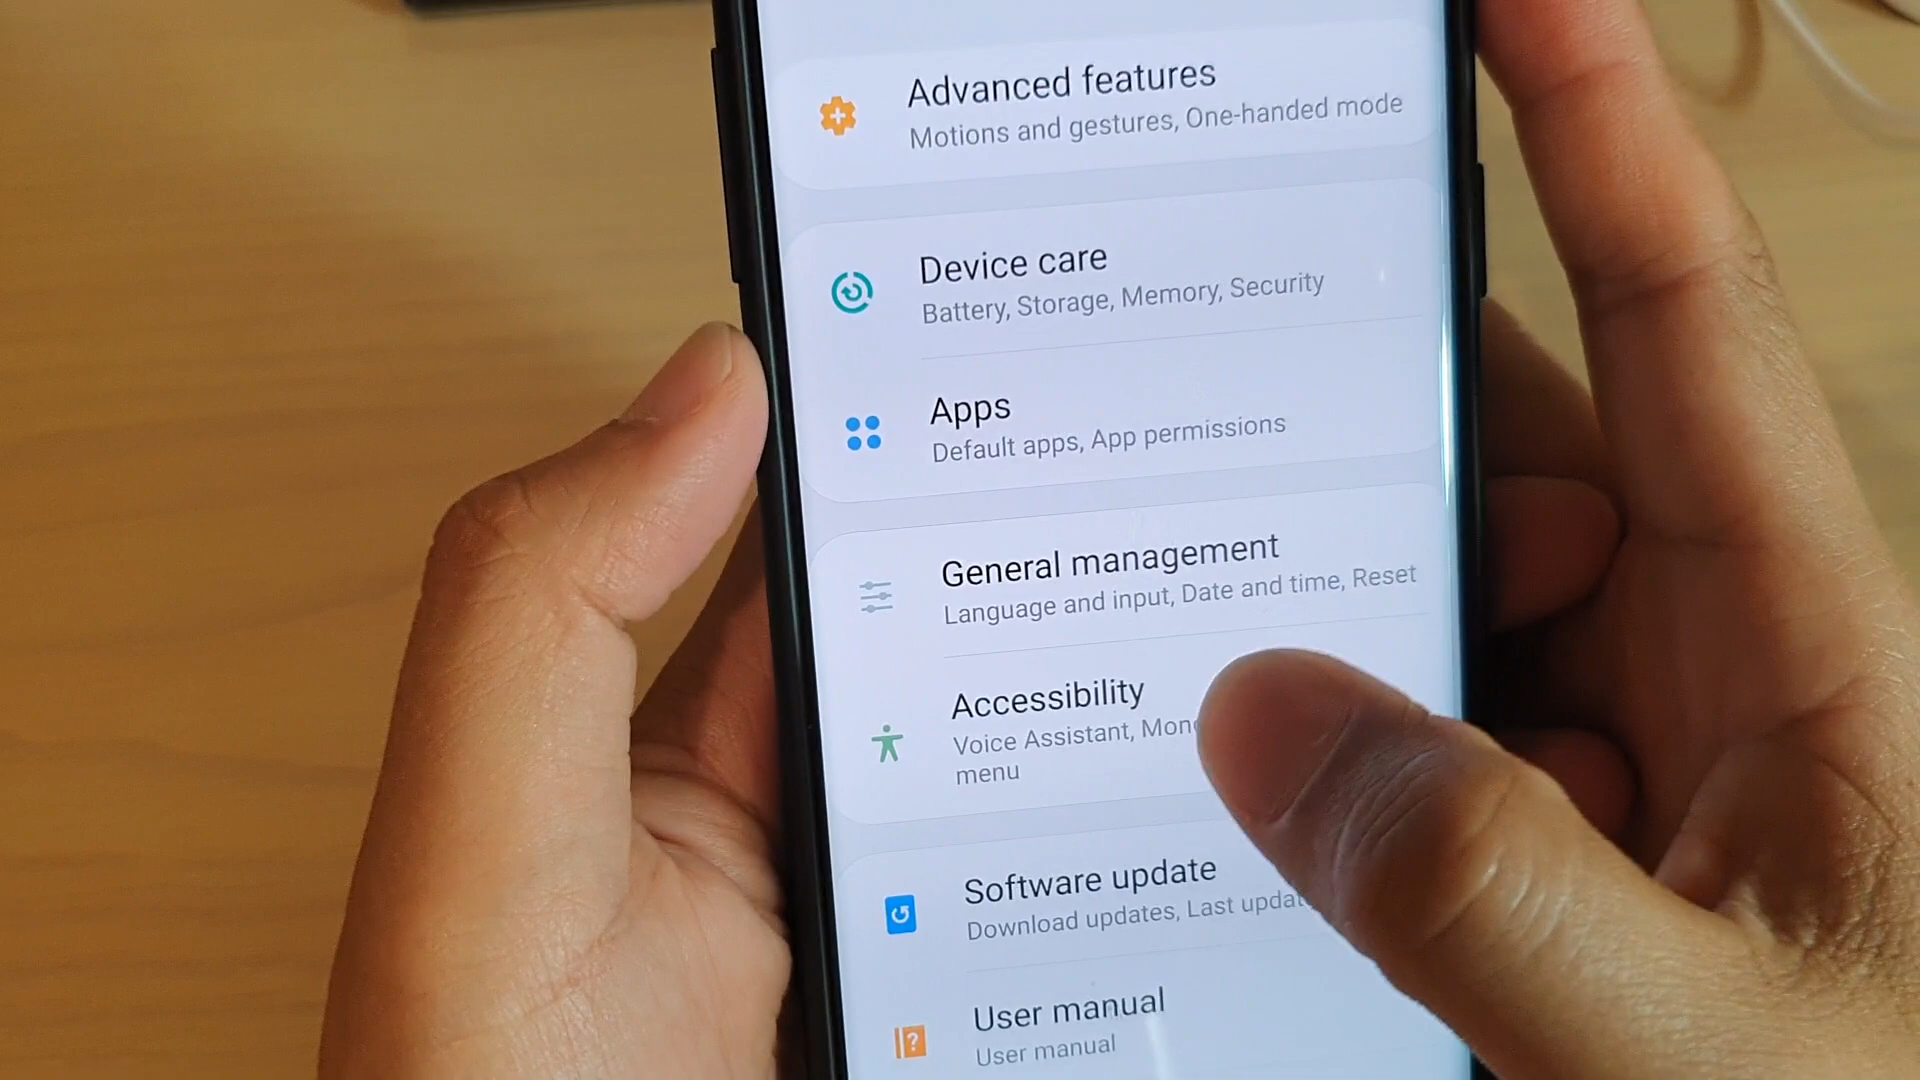 Advanced features
Motions and gestures, One-handed mode
Device care
Battery, Storage, Memory, Security
Apps
Default apps, App permissions
General management
Language and input, Date and time, Reset
Accessibility
Voice Assistant,
menu
Software update
Download updates, Last
User manual
User manual